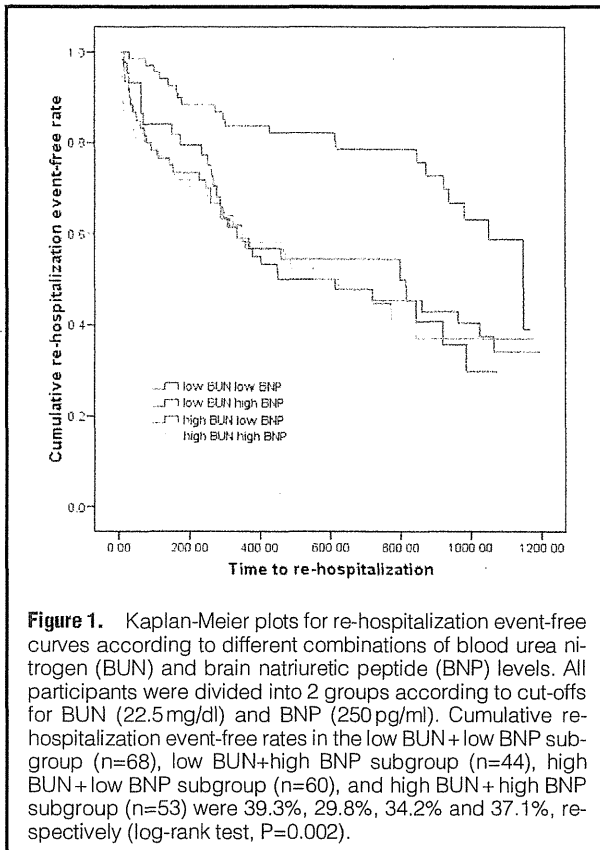 1 0
0 8
0 6
0 4
0 2
0.0
Cumulative re-hospitalization event-free rate
low BUN low BNP
low BUN high BNP
high BUN low BNP
high BUN high BNP
0 00 200 00 400 00 600 00 800 00 1000 00 1200 00
Time to re-hospitalization
Figure 1. Kaplan-Meier plots for re-hospitalization event-free
curves according to different combinations of blood urea ni-
trogen (BUN) and brain natriuretic peptide (BNP) levels. All
participants were divided into 2 groups according to cut-offs
for BUN (22.5 mg/dl) and BNP (250 pg/ml). Cumulative re-
hospitalization event-free rates in the low BUN + low BNP sub-
group (n=68), low BUN+high BNP subgroup (n=44), high
BUN + low BNP subgroup (n=60), and high BUN + high BNP
subgroup (n=53) were 39.3%, 29.8%, 34.2% and 37.1%, re-
spectively (log-rank test, P=0.002).